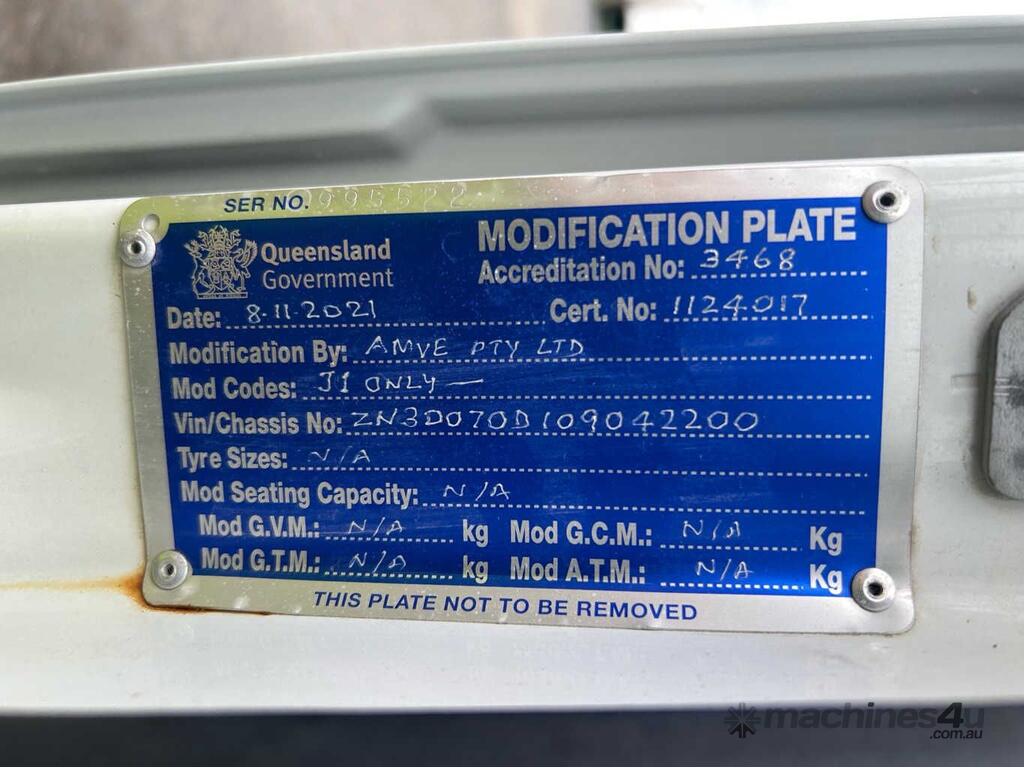 SER NO. 995522
Queensland
Government
MODIFICATION PLATE
Accreditation No: 3468
Date: 8.11.2021
Cert. No: 1124017
Modification By: AMVE PTY LTD
Mod Codes: J1 ONLY —
Vin/Chassis No: ZN3D070D109042200
Tyre Sizes: N/A
Mod Seating Capacity: N/A
Mod G.V.M.: N/A kg Mod G.C.M.: N/A Kg
Mod G.T.M.: N/A kg Mod A.T.M.: N/A Kg
THIS PLATE NOT TO BE REMOVED
machines4u
.com.au